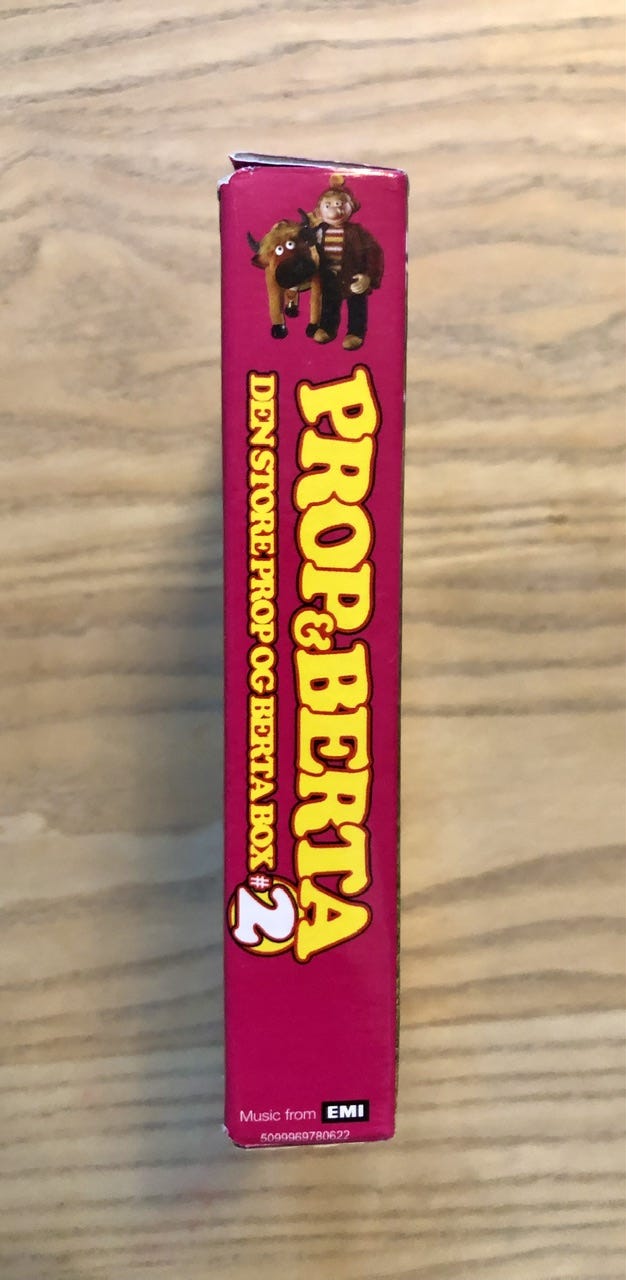 PROP & BERTA
DEN STORE PROP OG BERTA BOX #2
Music from EMI
5099969780622